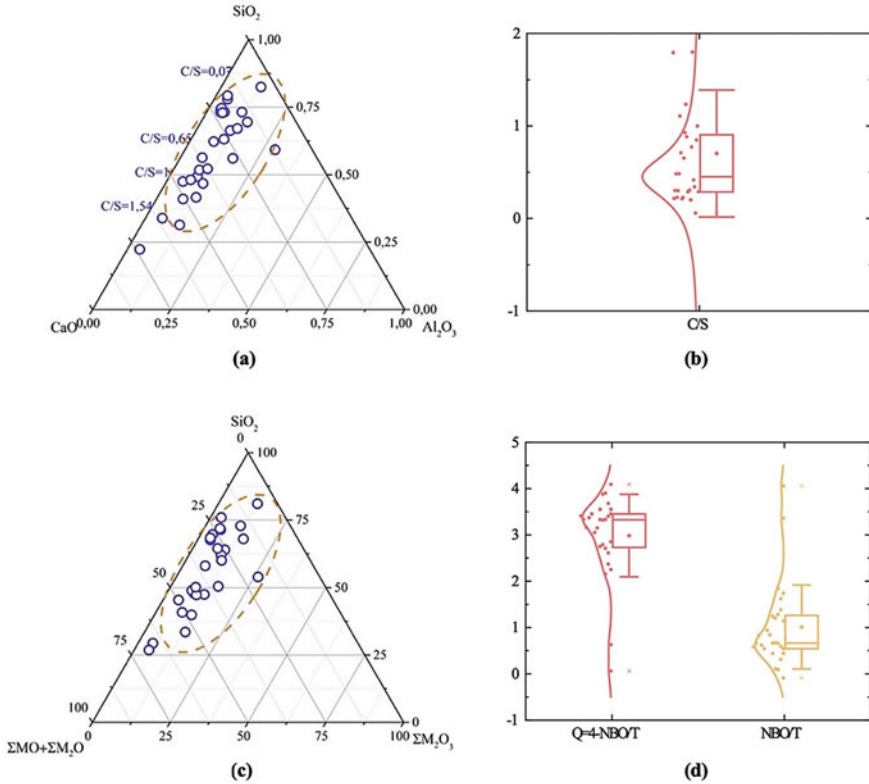 SiO₂
1,00
C/S=0,07
0,75
C/S=0,65
C/S=1
0,50
C/S=1,54
0,25
0,00
CaO
0,00
0,25
0,50
0,75
1,00
Al₂O₃
(a)
2
1
0
-1
C/S
(b)
SiO₂
0
100
25
75
50
50
75
25
100
0
ΣMO+ΣM₂O
0
25
50
75
100
ΣM₂O₃
(c)
5
4
3
2
1
0
-1
Q=4-NBO/T
NBO/T
(d)